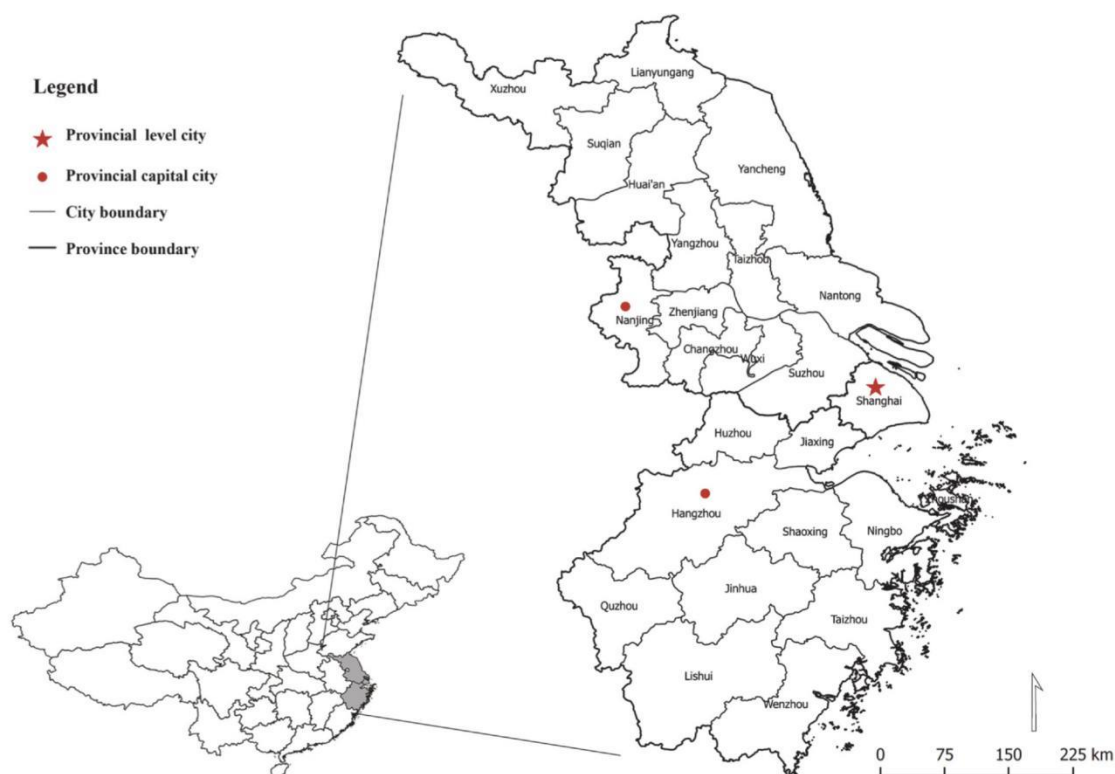 Legend
Provincial level city
Provincial capital city
City boundary
Province boundary
Xuzhou
Lianyungang
Suqian
Yancheng
Huai'an
Yangzhou
Taizhou
Nantong
Nanjing
Zhenjiang
Changzhou
Wuxi
Suzhou
Shanghai
Huzhou
Jiaxing
Hangzhou
Zhoushan
Shaoxing
Ningbo
Quzhou
Jinhua
Taizhou
Lishui
Wenzhou
0 75 150 225 km